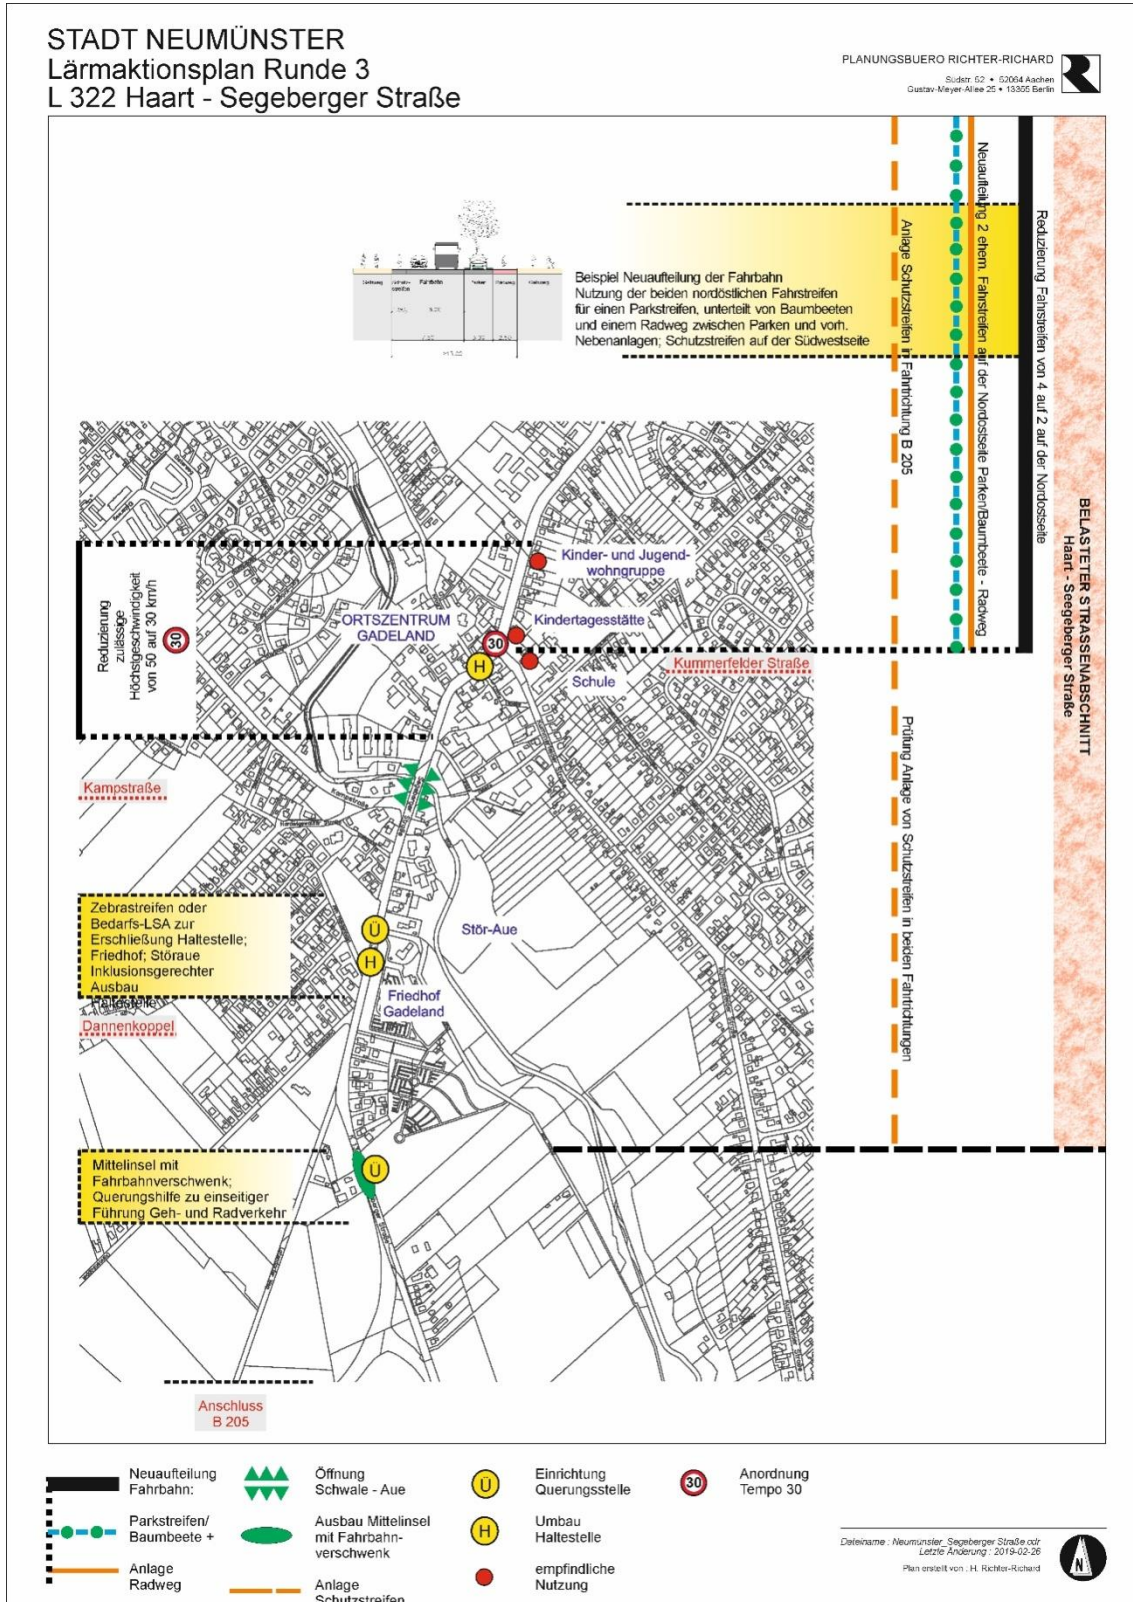 STADT NEUMÜNSTER
Lärmaktionsplan Runde 3
L 322 Haart - Segeberger Straße
PLANUNGSBUERO RICHTER-RICHARD
Südstr. 52 • 52064 Aachen
Gustav-Meyer-Allee 25 • 13355 Berlin
Gehweg
Fahrbahn
Parken
Radweg
Gehweg
Beispiel Neuaufteilung der Fahrbahn
Nutzung der beiden nordöstlichen Fahrstreifen
für einen Parkstreifen, unterteilt von Baumbeeten
und einem Radweg zwischen Parken und vorh.
Nebenanlagen; Schutzstreifen auf der Südwestseite
Anlage Schutzstreifen in Fahrtrichtung B 205
Neuaufteilung 2 ehem. Fahrstreifen auf der Nordostseite Parken/Baumbeete - Radweg
Reduzierung Fahrstreifen von 4 auf 2 auf der Nordostseite
BELASTETER STRASSENABSCHNITT
Haart - Seegeberger Straße
Prüfung Anlage von Schutzstreifen in beiden Fahrtrichtungen
Reduzierung
zulässige
Höchstgeschwindigkeit
von 50 auf 30 km/h
30
Kinder- und Jugend-
wohngruppe
ORTSZENTRUM
GADELAND
Kindertagesstätte
30
H
Schule
Kummerfelder Straße
Kampstraße
Kampstraße
Zebrastreifen oder
Bedarfs-LSA zur
Erschließung Haltestelle;
Friedhof; Störaue
Inklusionsgerechter
Ausbau
Haltestelle
Ü
H
Stör-Aue
Friedhof
Gadeland
Dannenkoppel
Mittelinsel mit
Fahrbahnverschwenk;
Querungshilfe zu einseitiger
Führung Geh- und Radverkehr
Ü
Kummerfelder Straße
Anschluss
B 205
Neuaufteilung
Fahrbahn:
Parkstreifen/
Baumbeete +
Anlage
Radweg
Öffnung
Schwale - Aue
Ausbau Mittelinsel
mit Fahrbahn-
verschwenk
Anlage
Schutzstreifen
Ü
Einrichtung
Querungsstelle
H
Umbau
Haltestelle
empfindliche
Nutzung
30
Anordnung
Tempo 30
Dateiname : Neumünster_Segeberger Straße.cdr
Letzte Änderung : 2019-02-26
Plan erstellt von : H. Richter-Richard
N